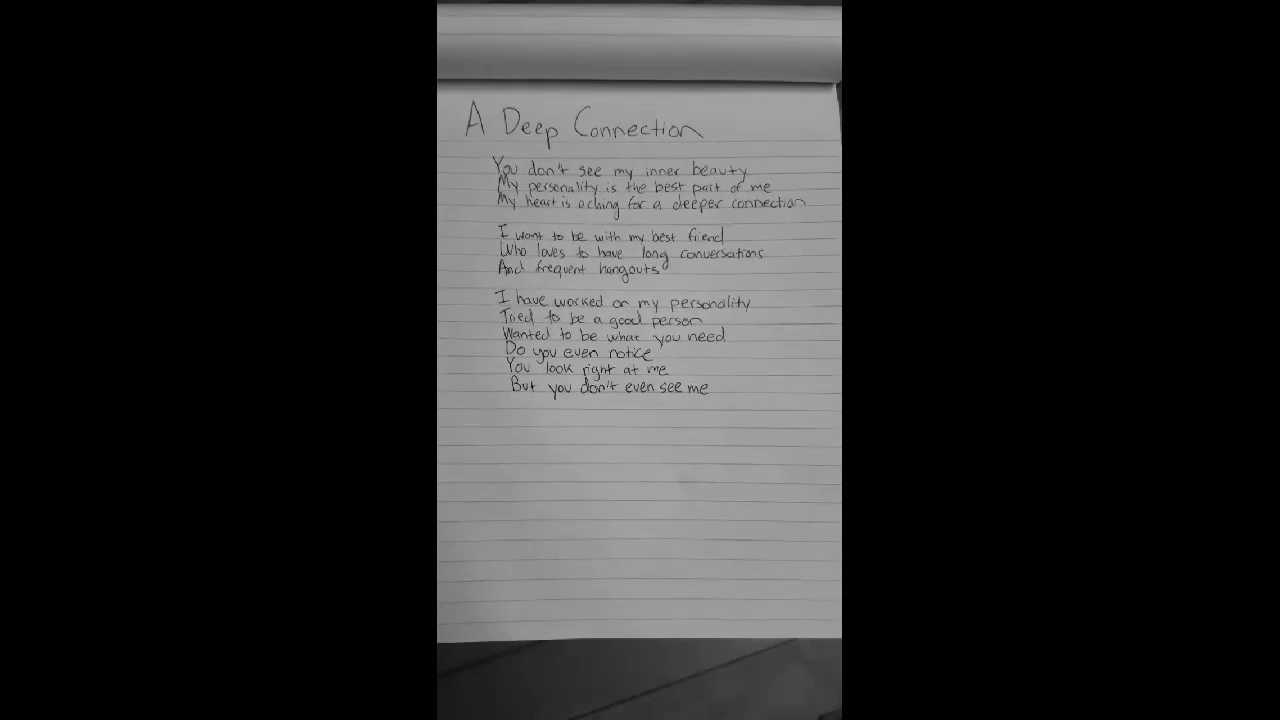 A Deep Connection
You don't see my inner beauty
My personality is the best part of me
My heart is aching for a deeper connection
I want to be with my best friend
Who loves to have long conversations
And frequent hangouts
I have worked on my personality
Tried to be a good person
Wanted to be what you need
Do you even notice
You look right at me
But you don't even see me